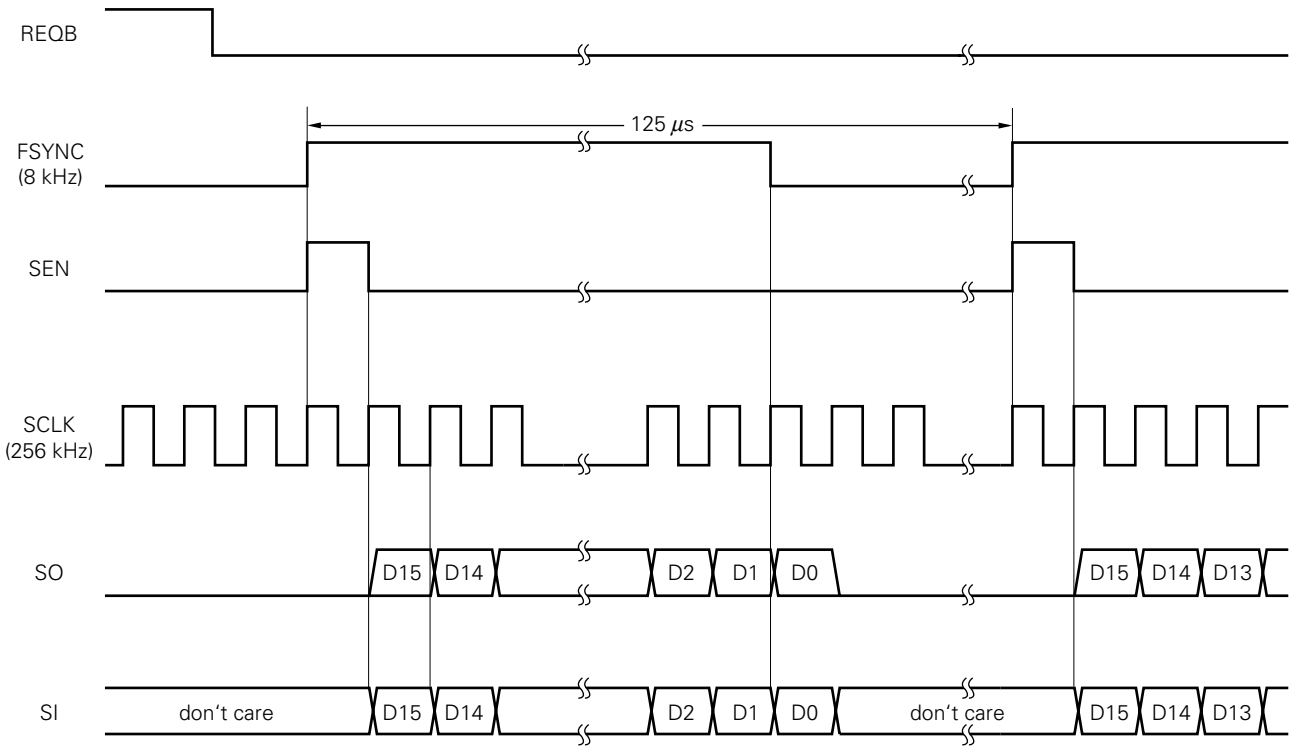 REQB
125 μs
FSYNC
(8 kHz)
SEN
SCLK
(256 kHz)
SO
D15 D14 D2 D1 D0 D15 D14 D13
SI
don't care D15 D14 D2 D1 D0 don't care D15 D14 D13